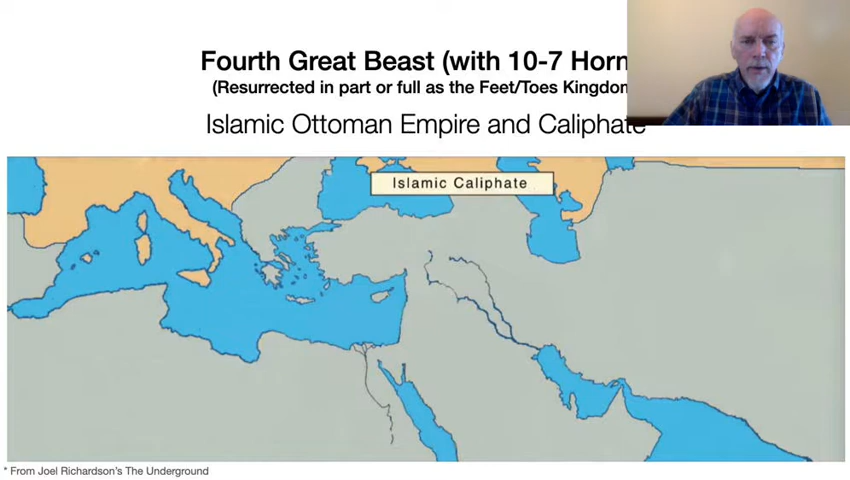 Fourth Great Beast (with 10-7 Horn
(Resurrected in part or full as the Feet/Toes Kingdom
Islamic Ottoman Empire and Caliphate
Islamic Caliphate
* From Joel Richardson's The Underground